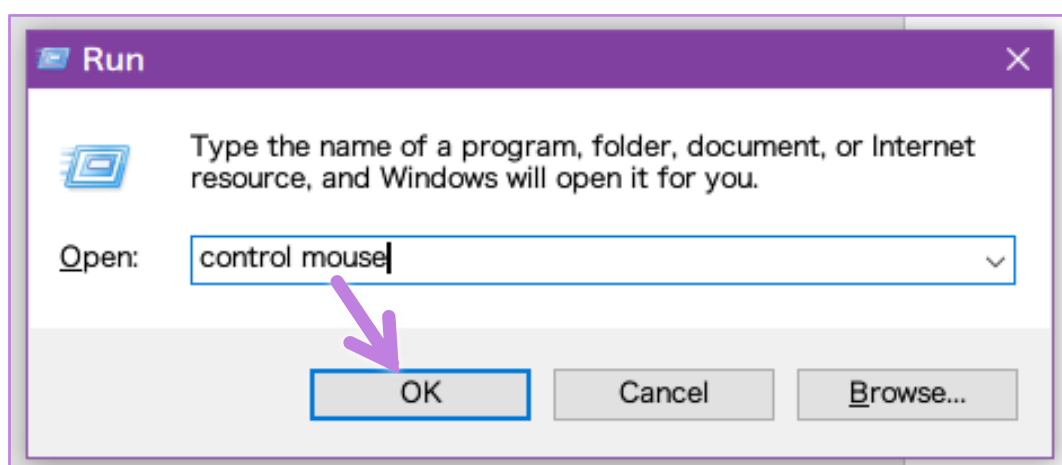 Run
Type the name of a program, folder, document, or Internet
resource, and Windows will open it for you.
Open: control mouse
OK Cancel Browse...